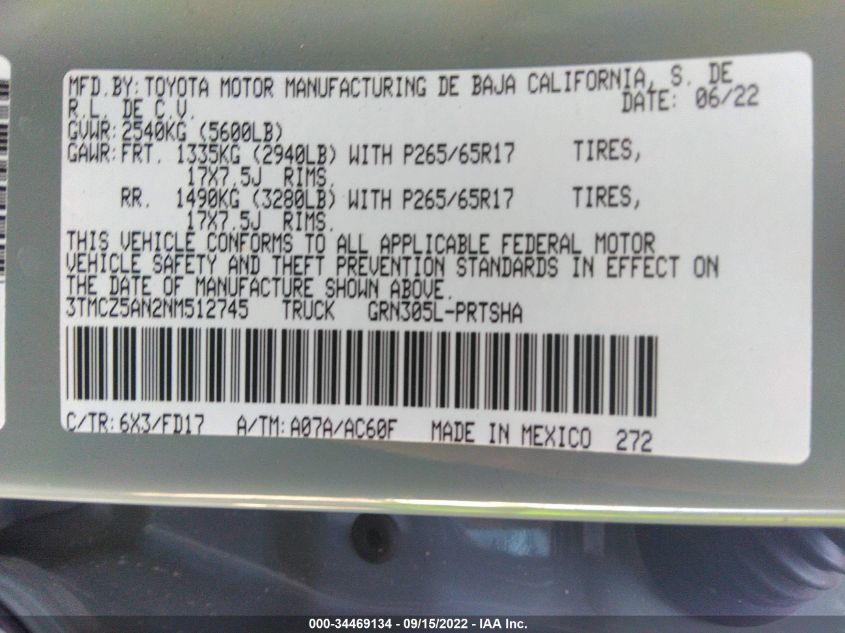 MFD.BY: TOYOTA MOTOR MANUFACTURING DE BAJA CALIFORNIA, S. DE
R.L. DE C.V. DATE: 06/22
GVWR: 2540KG (5600LB)
GAWR: FRT. 1335KG (2940LB) WITH P265/65R17 TIRES,
17X7.5J RIMS.
RR. 1490KG (3280LB) WITH P265/65R17 TIRES,
17X7.5J RIMS.
THIS VEHICLE CONFORMS TO ALL APPLICABLE FEDERAL MOTOR
VEHICLE SAFETY AND THEFT PREVENTION STANDARDS IN EFFECT ON
THE DATE OF MANUFACTURE SHOWN ABOVE.
3TMCZ5AN2NM512745 TRUCK GRN305L-PRTSHA
C/TR: 6X3/FD17 A/TM: A07A/AC60F MADE IN MEXICO 272
000-34469134 - 09/15/2022 - IAA Inc.